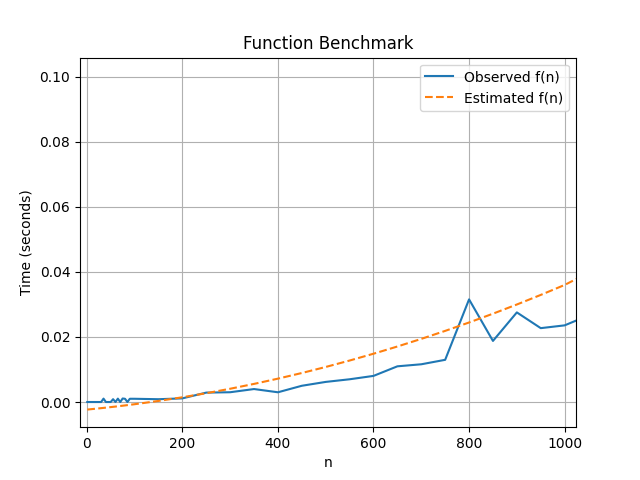 Function Benchmark
Observed f(n)
Estimated f(n)
Time (seconds)
0.10
0.08
0.06
0.04
0.02
0.00
0 200 400 600 800 1000
n